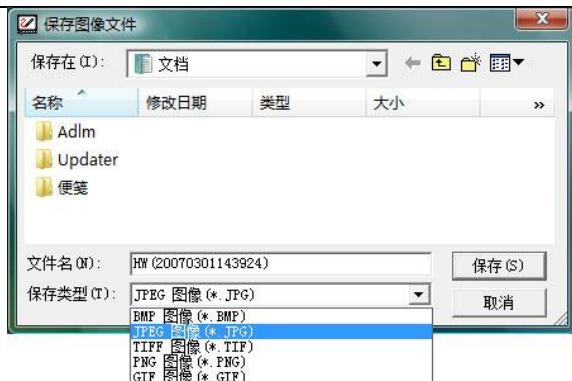 保存图像文件
保存在(I):
文档
名称 修改日期 类型 大小 »
Adlm
Updater
便笺
文件名(N): HW(20070301143924) 保存(S)
保存类型(T): JPEG 图像(*.JPG) 取消
BMP 图像(*.BMP)
JPEG 图像(*.JPG)
TIFF 图像(*.TIF)
PNG 图像(*.PNG)
GIF 图像(*.GIF)